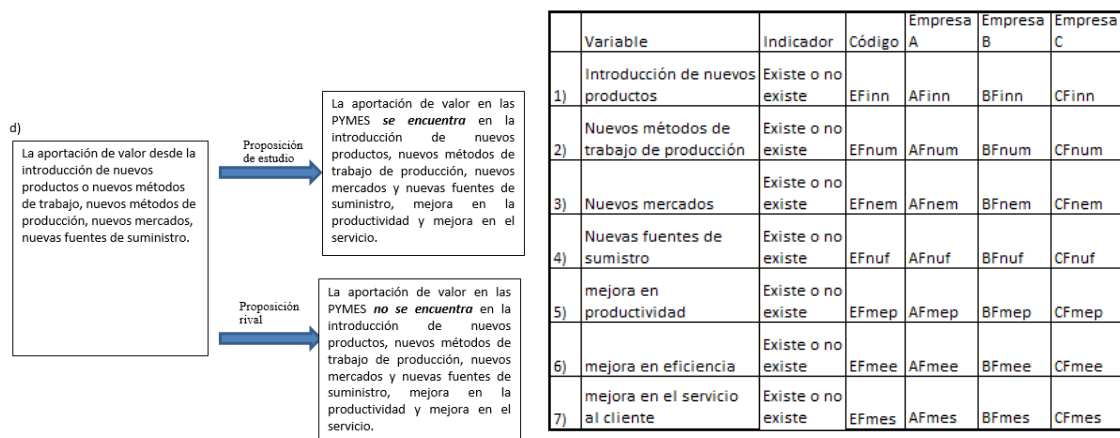 d)
La aportación de valor desde la
introducción de nuevos
productos o nuevos métodos
de trabajo, nuevos métodos de
producción, nuevos mercados,
nuevas fuentes de suministro.
Proposición
de estudio
La aportación de valor en las
PYMES se encuentra en la
introducción de nuevos
productos, nuevos métodos de
trabajo de producción, nuevos
mercados y nuevas fuentes de
suministro, mejora en la
productividad y mejora en el
servicio.
Proposición
rival
La aportación de valor en las
PYMES no se encuentra en la
introducción de nuevos
productos, nuevos métodos de
trabajo de producción, nuevos
mercados y nuevas fuentes de
suministro, mejora en la
productividad y mejora en el
servicio.
Variable Indicador Código Empresa A Empresa B Empresa C
1) Introducción de nuevos productos Existe o no existe EFinn AFinn BFinn CFinn
2) Nuevos métodos de trabajo de producción Existe o no existe EFnum AFnum BFnum CFnum
3) Nuevos mercados Existe o no existe EFnem AFnem BFnem CFnem
4) Nuevas fuentes de sumistro Existe o no existe EFnuf AFnuf BFnuf CFnuf
5) mejora en productividad Existe o no existe EFmep AFmep BFmep CFmep
6) mejora en eficiencia Existe o no existe EFmee AFmee BFmee CFmee
7) mejora en el servicio al cliente Existe o no existe EFmes AFmes BFmes CFmes